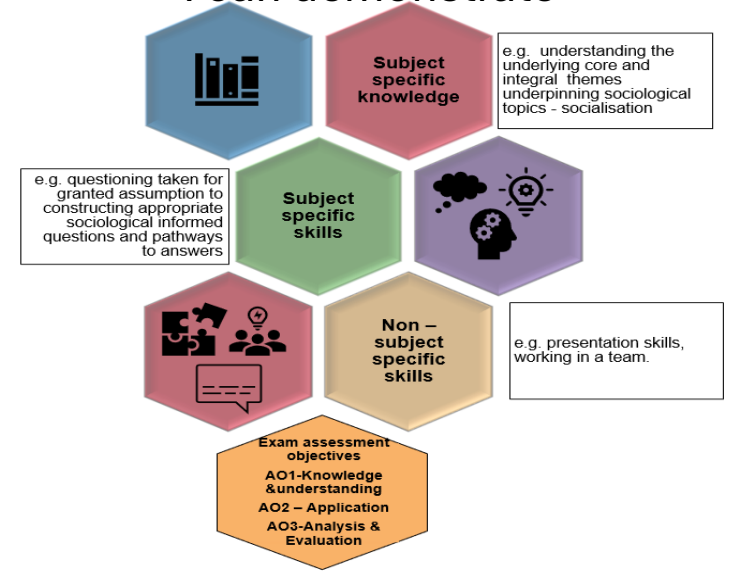 I can demonstrate
Subject
specific
knowledge
e.g. understanding the
underlying core and
integral themes
underpinning sociological
topics - socialisation
e.g. questioning taken for
granted assumption to
constructing appropriate
sociological informed
questions and pathways
to answers
Subject
specific
skills
Non –
subject
specific
skills
e.g. presentation skills,
working in a team.
Exam assessment
objectives
AO1-Knowledge
&understanding
AO2 – Application
AO3-Analysis &
Evaluation